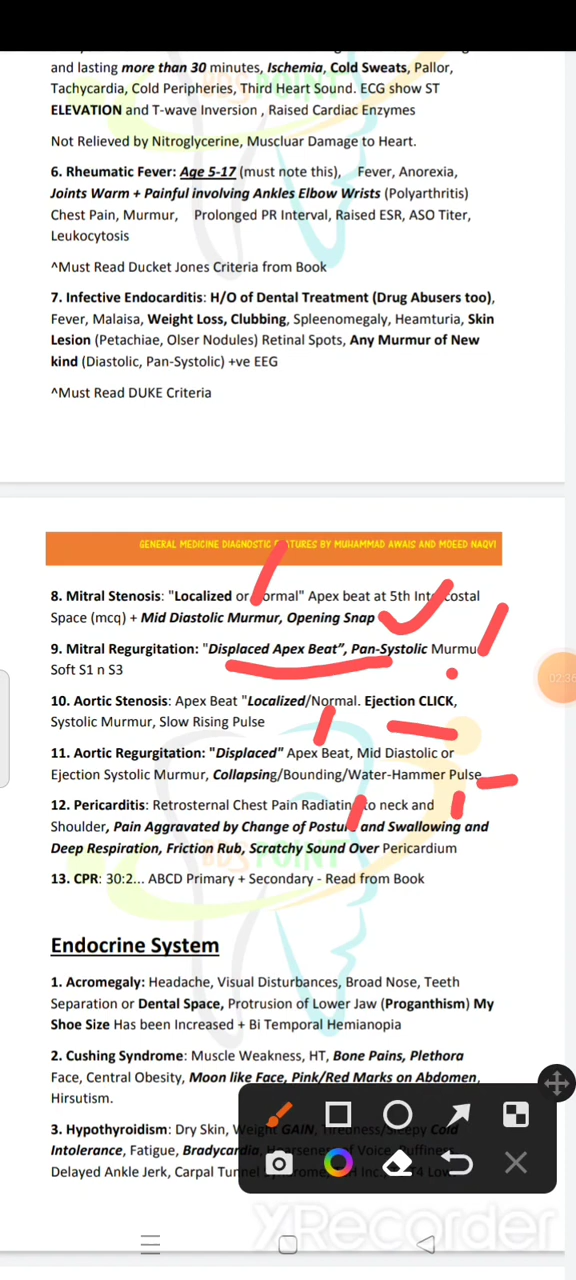 and lasting more than 30 minutes, Ischemia, Cold Sweats, Pallor,
Tachycardia, Cold Peripheries, Third Heart Sound. ECG show ST
ELEVATION and T-wave Inversion , Raised Cardiac Enzymes
Not Relieved by Nitroglycerine, Muscluar Damage to Heart.
6. Rheumatic Fever: Age 5-17 (must note this), Fever, Anorexia,
Joints Warm + Painful involving Ankles Elbow Wrists (Polyarthritis)
Chest Pain, Murmur, Prolonged PR Interval, Raised ESR, ASO Titer,
Leukocytosis
^Must Read Ducket Jones Criteria from Book
7. Infective Endocarditis: H/O of Dental Treatment (Drug Abusers too),
Fever, Malaisa, Weight Loss, Clubbing, Spleenomegaly, Heamturia, Skin
Lesion (Petachiae, Olser Nodules) Retinal Spots, Any Murmur of New
kind (Diastolic, Pan-Systolic) +ve EEG
^Must Read DUKE Criteria
GENERAL MEDICINE DIAGNOSTIC FEATURES BY MUHAMMAD AWAIS AND MOEED NAQVI
8. Mitral Stenosis: "Localized or Normal" Apex beat at 5th Intercostal
Space (mcq) + Mid Diastolic Murmur, Opening Snap
9. Mitral Regurgitation: "Displaced Apex Beat", Pan-Systolic Murmu
Soft S1 n S3
10. Aortic Stenosis: Apex Beat "Localized/Normal. Ejection CLICK,
Systolic Murmur, Slow Rising Pulse
11. Aortic Regurgitation: "Displaced" Apex Beat, Mid Diastolic or
Ejection Systolic Murmur, Collapsing/Bounding/Water-Hammer Pulse
12. Pericarditis: Retrosternal Chest Pain Radiating to neck and
Shoulder, Pain Aggravated by Change of Posture and Swallowing and
Deep Respiration, Friction Rub, Scratchy Sound Over Pericardium
13. CPR: 30:2... ABCD Primary + Secondary - Read from Book
BDS POINT
02:38
Endocrine System
1. Acromegaly: Headache, Visual Disturbances, Broad Nose, Teeth
Separation or Dental Space, Protrusion of Lower Jaw (Proganthism) My
Shoe Size Has been Increased + Bi Temporal Hemianopia
2. Cushing Syndrome: Muscle Weakness, HT, Bone Pains, Plethora
Face, Central Obesity, Moon like Face, Pink/Red Marks on Abdomen,
Hirsutism.
3. Hypothyroidism: Dry Skin, Weight GAIN, Cold
Intolerance, Fatigue, Bradycardia, Hoarseness of Voice, Puffiness
Delayed Ankle Jerk, Carpal Tunnel Syndrome, Low
XRecorder